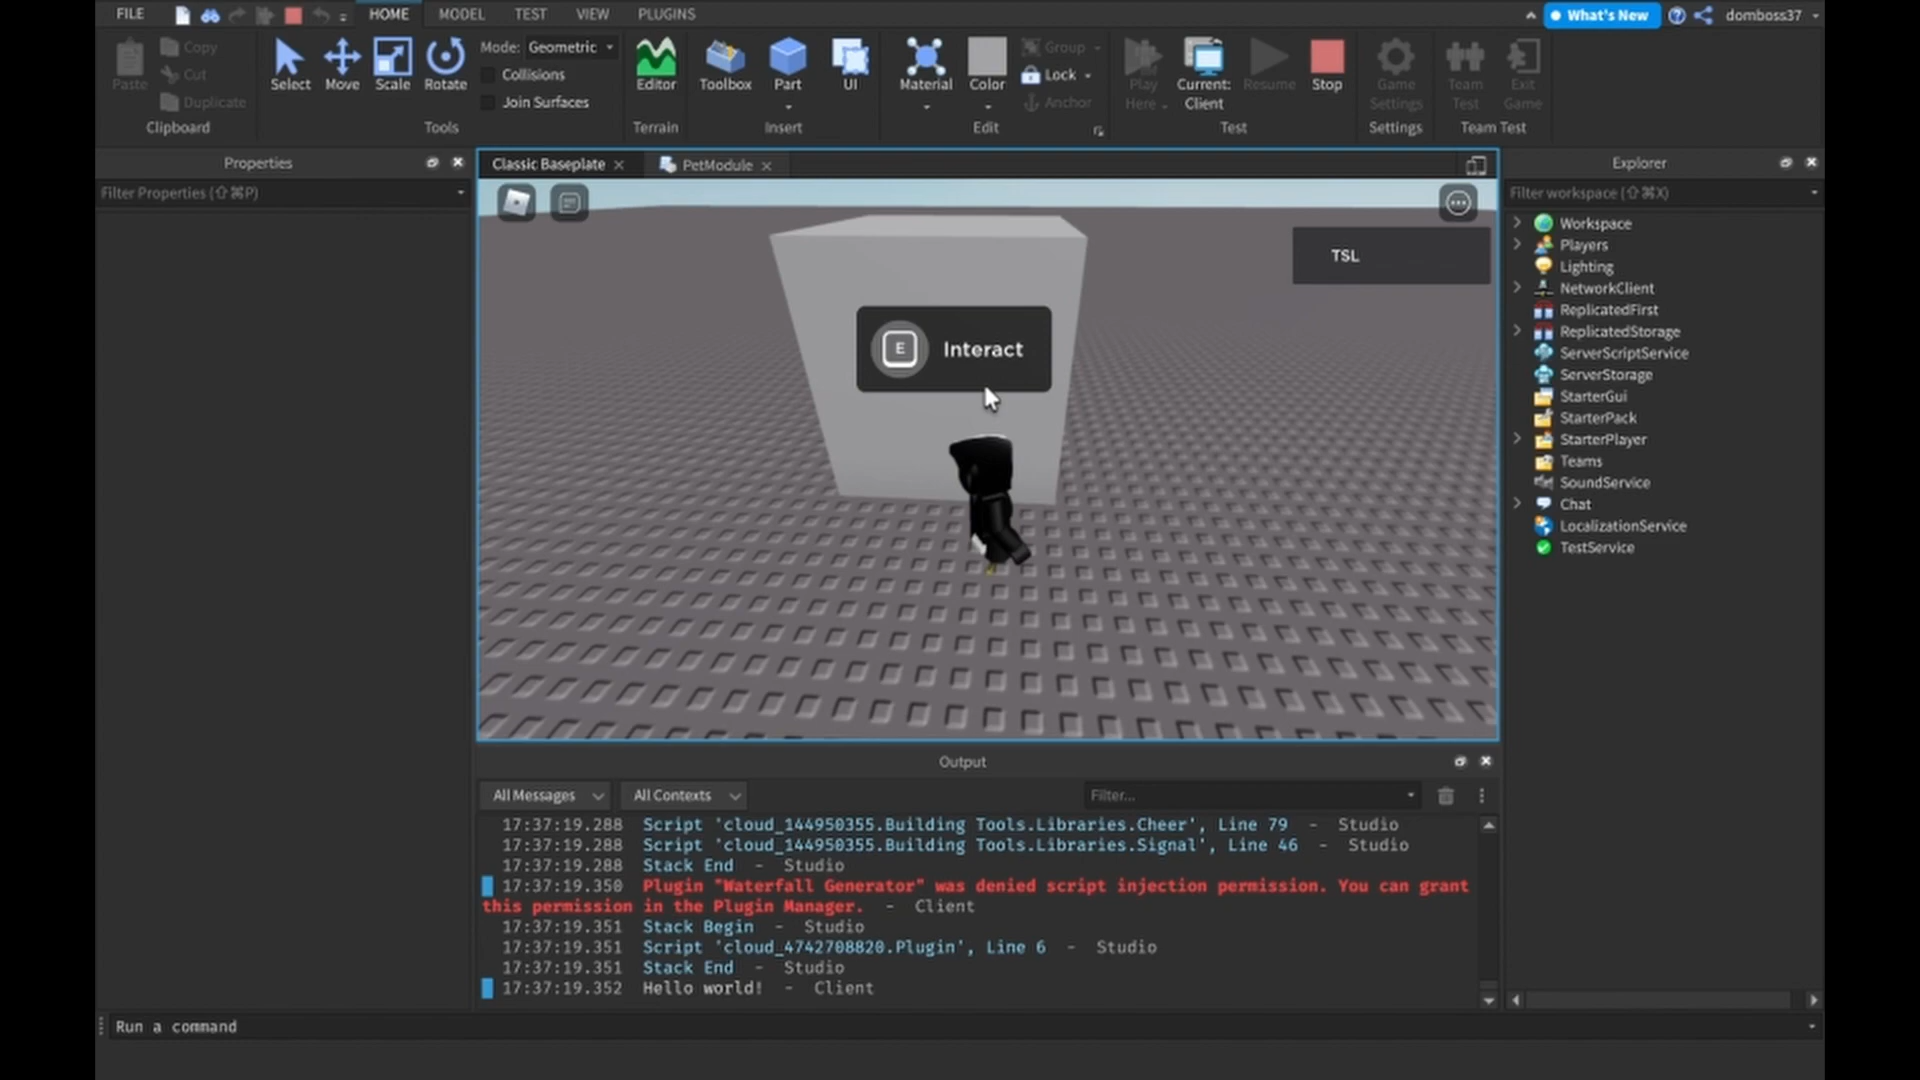 FILE HOME MODEL TEST VIEW PLUGINS What's New domboss37
Paste Copy Cut Duplicate Clipboard
Select Move Scale Rotate Mode: Geometric Collisions Join Surfaces Tools
Editor Terrain
Toolbox Part UI Insert
Material Color Group Lock Anchor Edit
Play Here Current: Client Resume Stop Test
Game Settings Settings
Team Test Exit Game Team Test
Properties
Filter Properties (⇧⌘P)
Classic Baseplate PetModule
TSL
E Interact
Explorer
Filter workspace (⇧⌘X)
Workspace
Players
Lighting
NetworkClient
ReplicatedFirst
ReplicatedStorage
ServerScriptService
ServerStorage
StarterGui
StarterPack
StarterPlayer
Teams
SoundService
Chat
LocalizationService
TestService
Output
All Messages All Contexts Filter...
17:37:19.288 Script 'cloud_144950355.Building Tools.Libraries.Cheer', Line 79 - Studio
17:37:19.288 Script 'cloud_144950355.Building Tools.Libraries.Signal', Line 46 - Studio
17:37:19.288 Stack End - Studio
17:37:19.350 Plugin "Waterfall Generator" was denied script injection permission. You can grant
this permission in the Plugin Manager. - Client
17:37:19.351 Stack Begin - Studio
17:37:19.351 Script 'cloud_4742708820.Plugin', Line 6 - Studio
17:37:19.351 Stack End - Studio
17:37:19.352 Hello world! - Client
Run a command